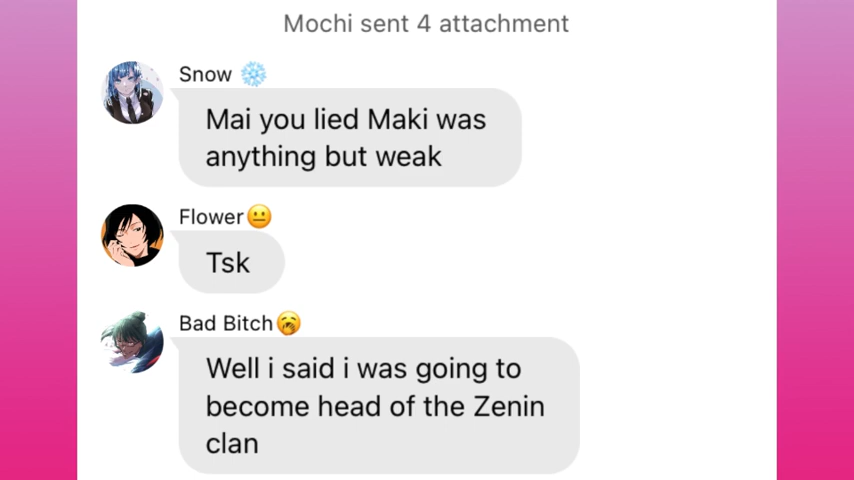 Mochi sent 4 attachment
Snow ❄️
Mai you lied Maki was
anything but weak
Flower😐
Tsk
Bad Bitch🥱
Well i said i was going to
become head of the Zenin
clan